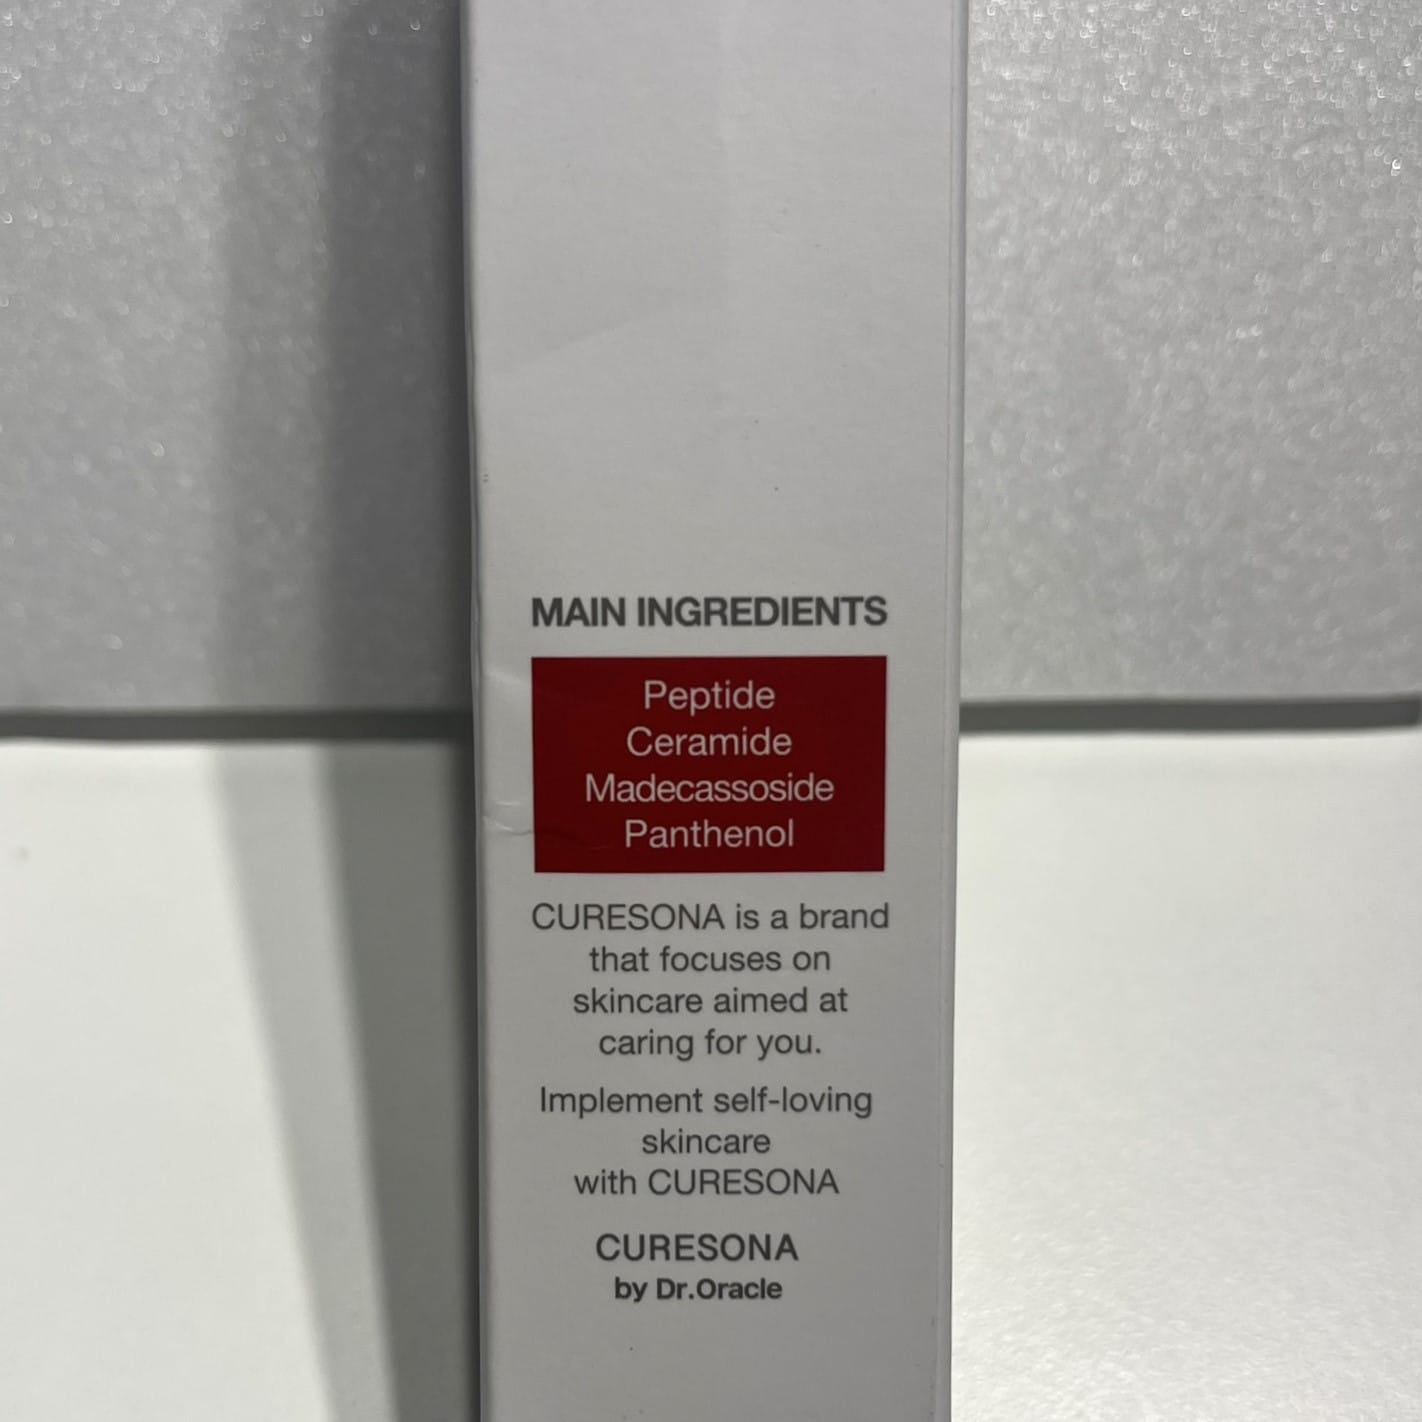 MAIN INGREDIENTS
Peptide
Ceramide
Madecassoside
Panthenol
CURESONA is a brand
that focuses on
skincare aimed at
caring for you.
Implement self-loving
skincare
with CURESONA
CURESONA
by Dr.Oracle